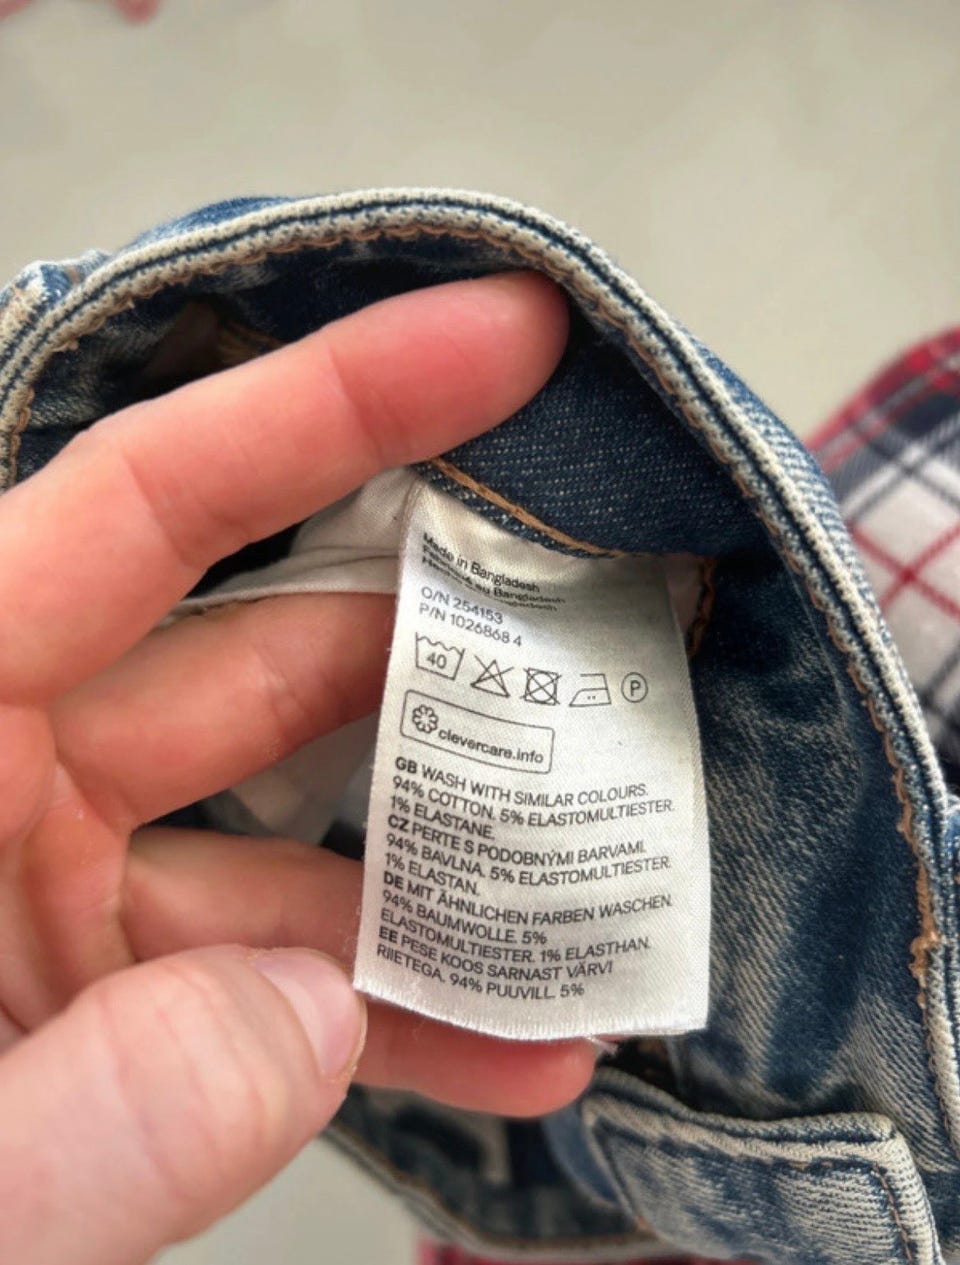 Made in Bangladesh
O/N 254153
P/N 1026868 4
40
P
clevercare.info
GB WASH WITH SIMILAR COLOURS.
94% COTTON. 5% ELASTOMULTIESTER.
1% ELASTANE.
CZ PERTE S PODOBNÝMI BARVAMI.
94% BAVLNA. 5% ELASTOMULTIESTER.
1% ELASTAN.
DE MIT ÄHNLICHEN FARBEN WASCHEN.
94% BAUMWOLLE. 5%
ELASTOMULTIESTER. 1% ELASTHAN.
EE PESE KOOS SARNAST VÄRVI
RIIETEGA. 94% PUUVILL. 5%